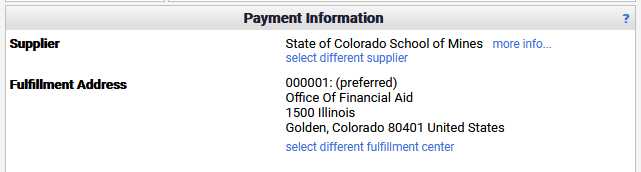 Payment Information ?
Supplier State of Colorado School of Mines more info...
select different supplier
Fulfillment Address 000001: (preferred)
Office Of Financial Aid
1500 Illinois
Golden, Colorado 80401 United States
select different fulfillment center